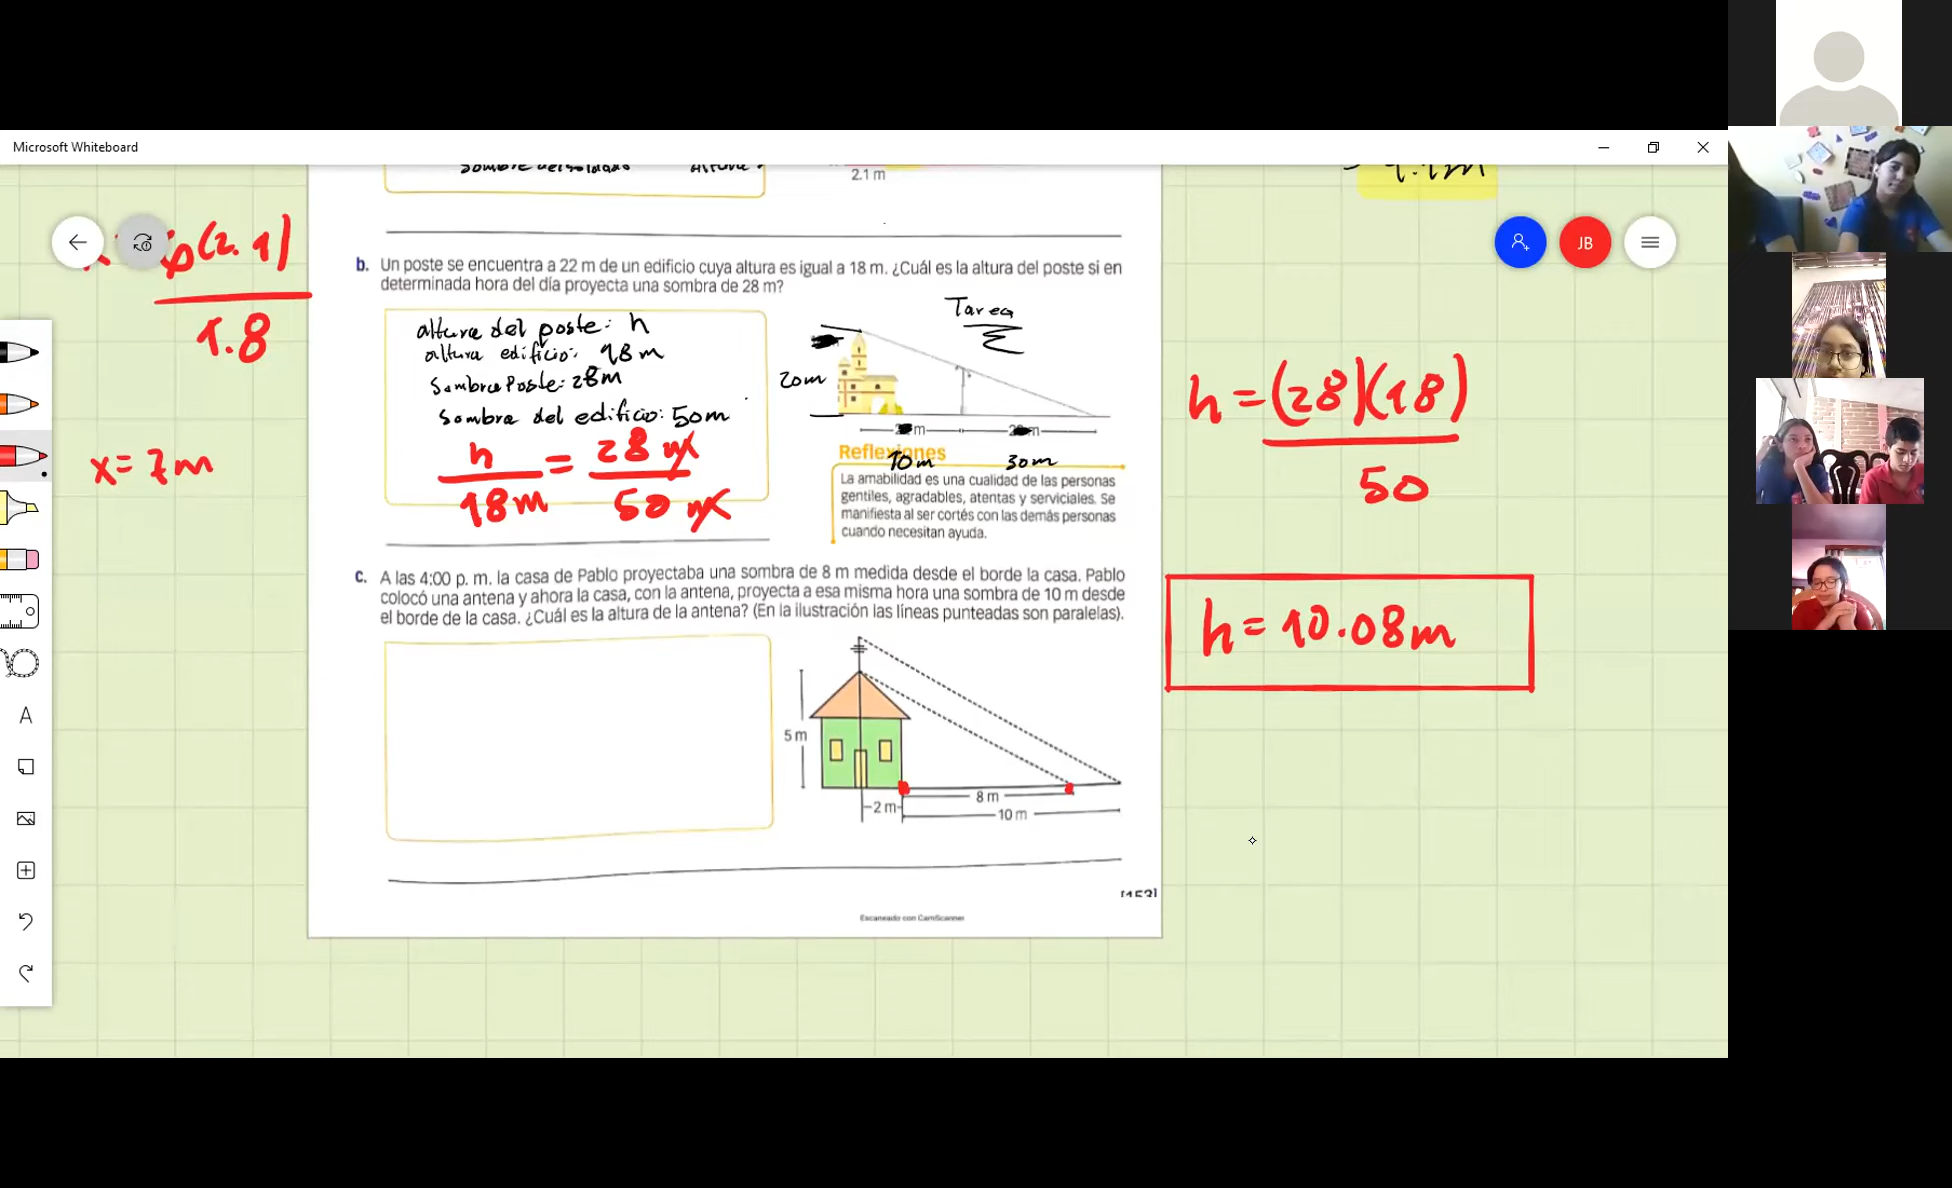 Microsoft Whiteboard
2.1 m
(2.1)
1.8
x = 7m
b. Un poste se encuentra a 22 m de un edificio cuya altura es igual a 18 m. ¿Cuál es la altura del poste si en
determinada hora del día proyecta una sombra de 28 m?
altura del poste: h
altura edificio: 18 m
Sombra Poste: 28m
Sombra del edificio: 50m
h = 28 m
18m 50 m
Tarea
20m
m
10m 30m
Reflexiones
La amabilidad es una cualidad de las personas
gentiles, agradables, atentas y serviciales. Se
manifiesta al ser cortés con las demás personas
cuando necesitan ayuda.
h = (28)(18)
50
h = 10.08m
JB
c. A las 4:00 p. m. la casa de Pablo proyectaba una sombra de 8 m medida desde el borde la casa. Pablo
colocó una antena y ahora la casa, con la antena, proyecta a esa misma hora una sombra de 10 m desde
el borde de la casa. ¿Cuál es la altura de la antena? (En la ilustración las líneas punteadas son paralelas).
5 m
2 m
8 m
10 m
Escaneado con CamScanner
A